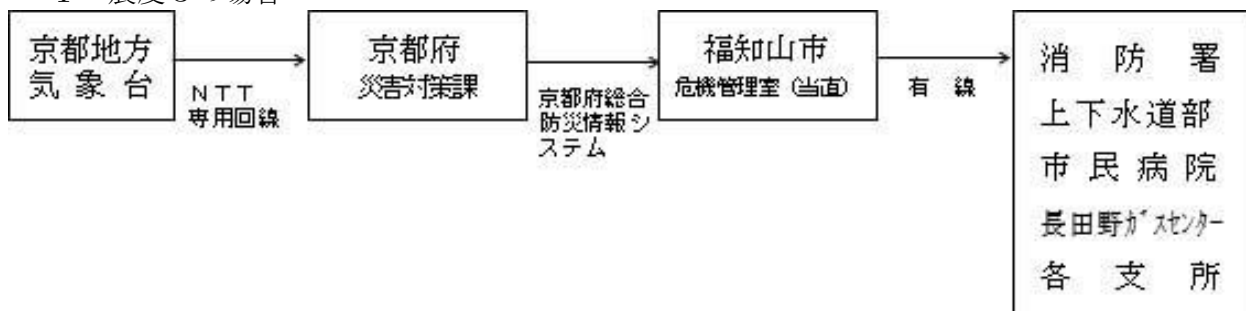 京都地方
気象台
NTT
専用回線
京都府
災害対策課
京都府総合
防災情報シ
ステム
福知山市
危機管理室（当直）
有線
消防署
上下水道部
市民病院
長田野ガスセンター
各支所